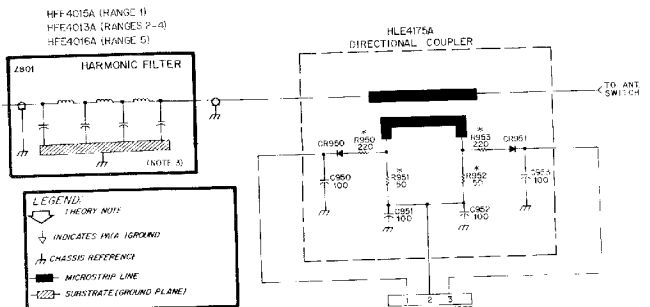 HFE4015A (RANGE 1)
HFE4013A (RANGES 2-4)
HFE4016A (RANGE 5)
HLE4175A
DIRECTIONAL COUPLER
Z801
HARMONIC FILTER
(NOTE 3)
TO ANT.
SWITCH
CR950
*
R950
220
*
R953
220
CR951
C950
100
*
R951
50
*
R952
50
C953
100
C951
100
C952
100
2 3
LEGEND:
THEORY NOTE
INDICATES PA/A GROUND
CHASSIS REFERENCE
MICROSTRIP LINE
SUBSTRATE (GROUND PLANE)